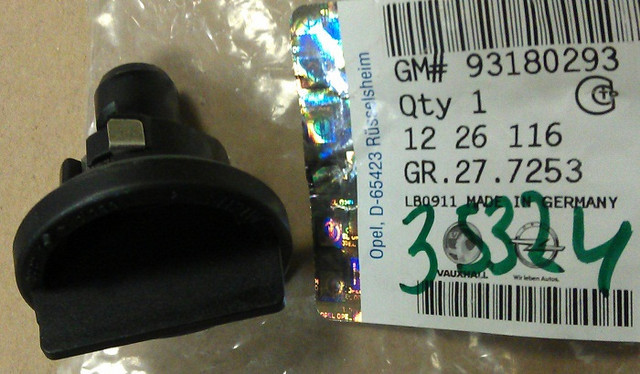 GM# 93180293
Qty 1
12 26 116
GR.27.7253
LB0911 MADE IN GERMANY
35324
VAUXHALL
Wir leben Autos.
Opel, D-65423 Rüsselsheim